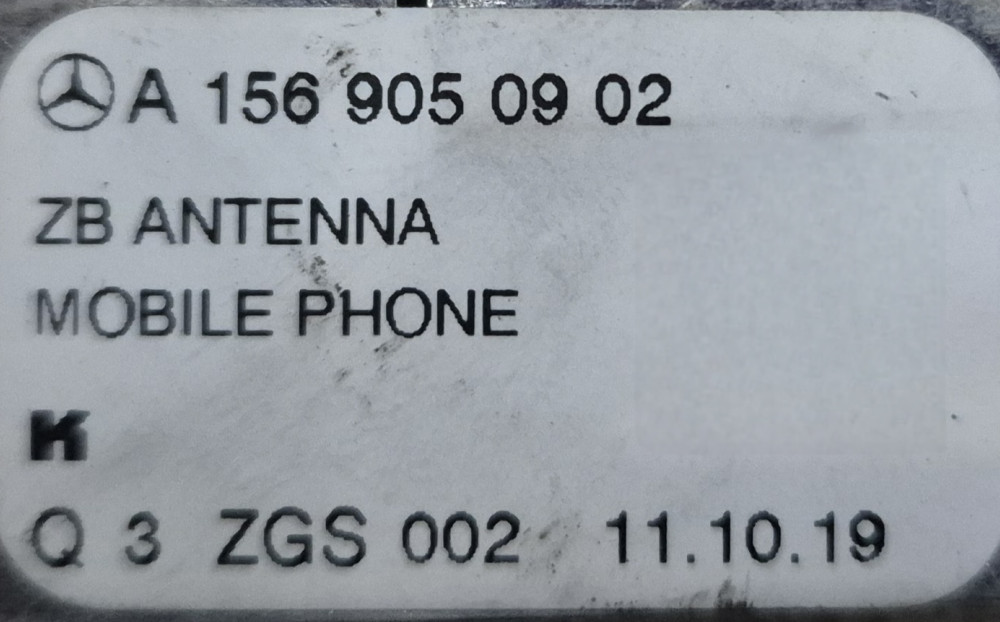 A 156 905 09 02
ZB ANTENNA
MOBILE PHONE
K
Q 3 ZGS 002 11.10.19